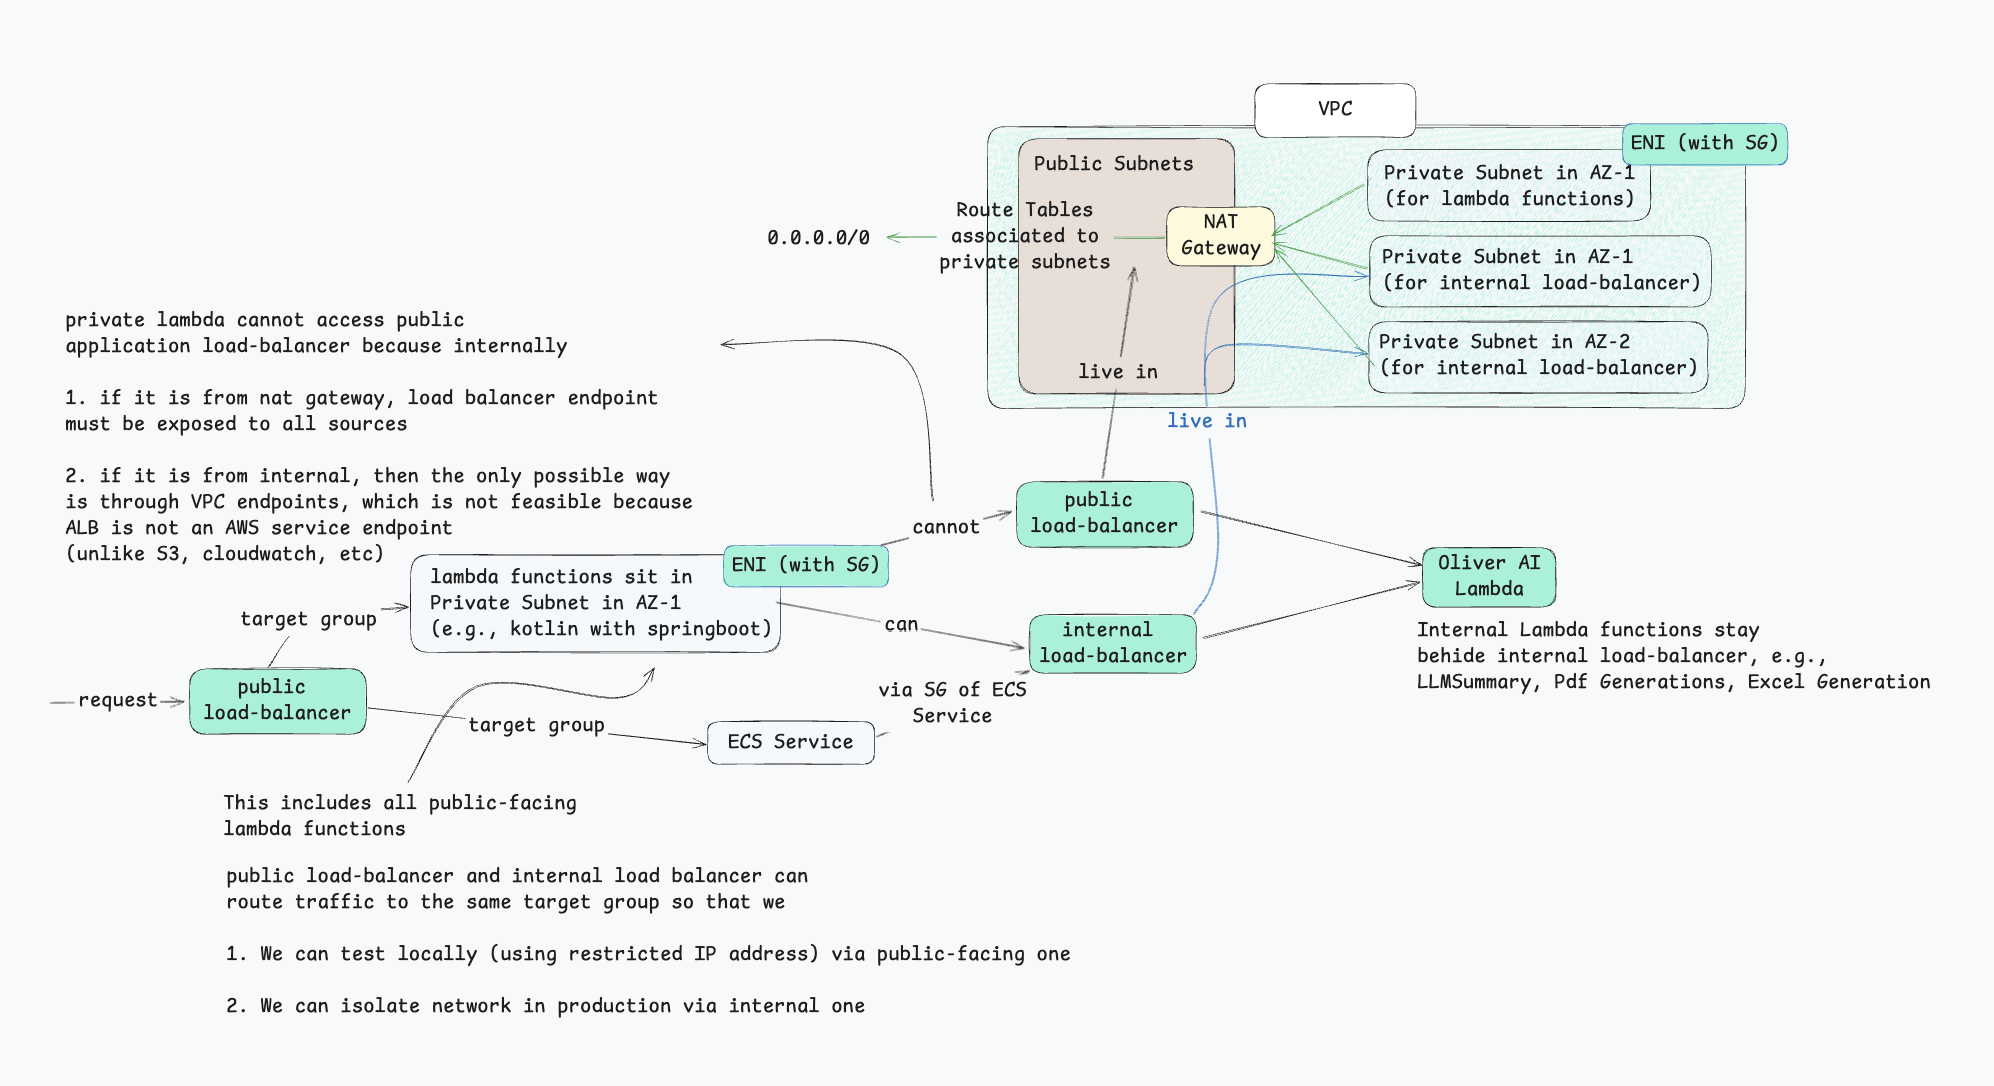 VPC
ENI (with SG)
Public Subnets
Private Subnet in AZ-1
(for lambda functions)
Route Tables
associated to
private subnets
0.0.0.0/0
NAT
Gateway
Private Subnet in AZ-1
(for internal load-balancer)
Private Subnet in AZ-2
(for internal load-balancer)
live in
live in
private lambda cannot access public
application load-balancer because internally
1. if it is from nat gateway, load balancer endpoint
must be exposed to all sources
2. if it is from internal, then the only possible way
is through VPC endpoints, which is not feasible because
ALB is not an AWS service endpoint
(unlike S3, cloudwatch, etc)
cannot
public
load-balancer
ENI (with SG)
lambda functions sit in
Private Subnet in AZ-1
(e.g., kotlin with springboot)
target group
can
internal
load-balancer
Oliver AI
Lambda
Internal Lambda functions stay
behide internal load-balancer, e.g.,
LLMSummary, Pdf Generations, Excel Generation
request
public
load-balancer
target group
via SG of ECS
Service
ECS Service
This includes all public-facing
lambda functions
public load-balancer and internal load balancer can
route traffic to the same target group so that we
1. We can test locally (using restricted IP address) via public-facing one
2. We can isolate network in production via internal one